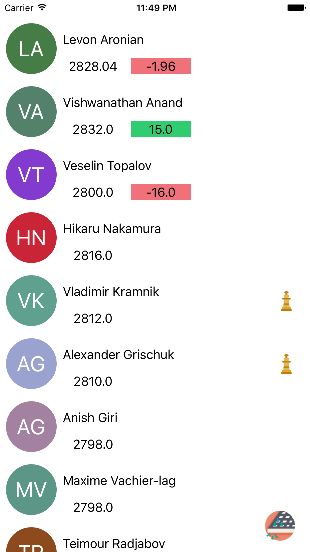 Carrier 11:49 PM
LA Levon Aronian
2828.04 -1.96
VA Vishwanathan Anand
2832.0 15.0
VT Veselin Topalov
2800.0 -16.0
HN Hikaru Nakamura
2816.0
VK Vladimir Kramnik
2812.0
AG Alexander Grischuk
2810.0
AG Anish Giri
2798.0
MV Maxime Vachier-lag
2798.0
TR Teimour Radjabov